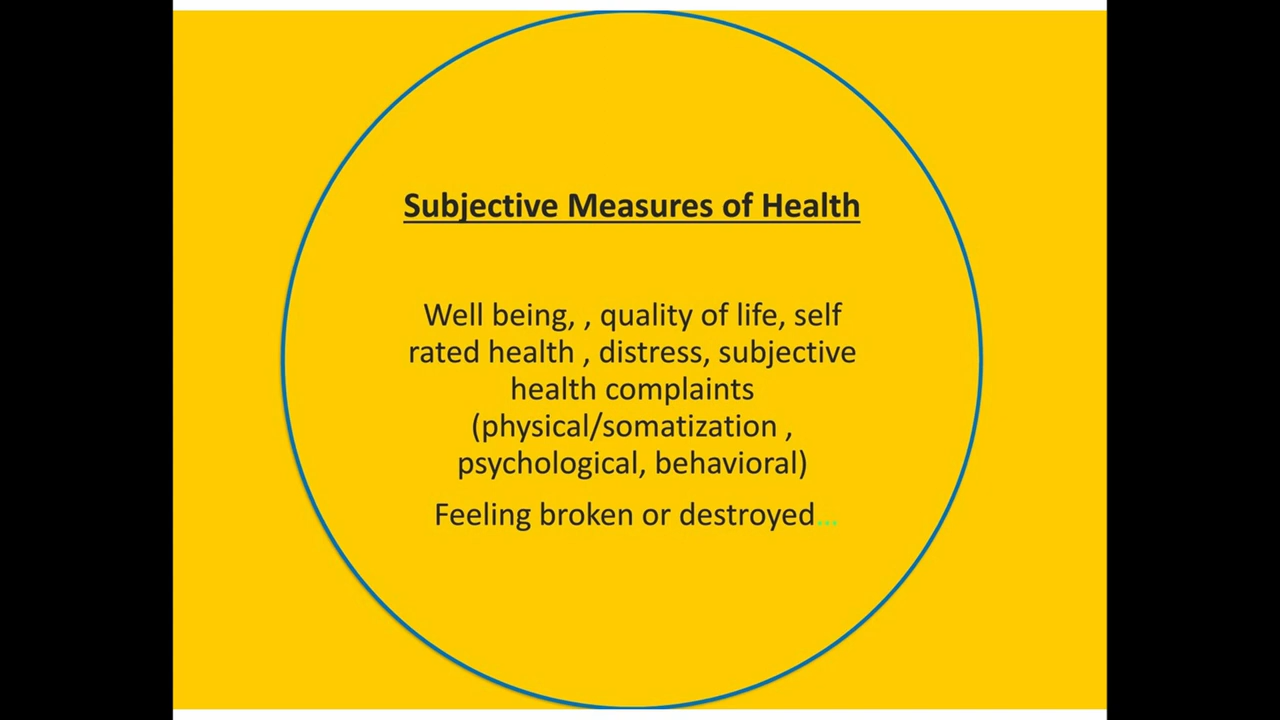 Subjective Measures of Health
Well being, , quality of life, self
rated health , distress, subjective
health complaints
(physical/somatization ,
psychological, behavioral)
Feeling broken or destroyed...